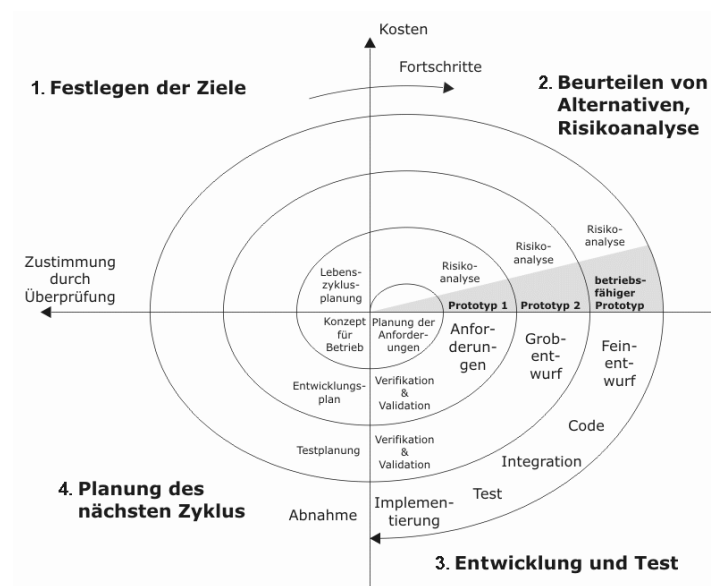 Kosten
Fortschritte
1. Festlegen der Ziele
2. Beurteilen von
Alternativen,
Risikoanalyse
Zustimmung
durch
Überprüfung
Lebens-
zyklus-
planung
Risiko-
analyse
Risiko-
analyse
Risiko-
analyse
Prototyp 1
Prototyp 2
betriebs-
fähiger
Prototyp
Konzept
für
Betrieb
Planung der
Anforder-
ungen
Anfor-
derun-
gen
Grob-
ent-
wurf
Fein-
ent-
wurf
Entwicklungs-
plan
Verifikation
&
Validation
Code
Testplanung
Verifikation
&
Validation
Integration
Test
4. Planung des
nächsten Zyklus
Abnahme
Implemen-
tierung
3. Entwicklung und Test